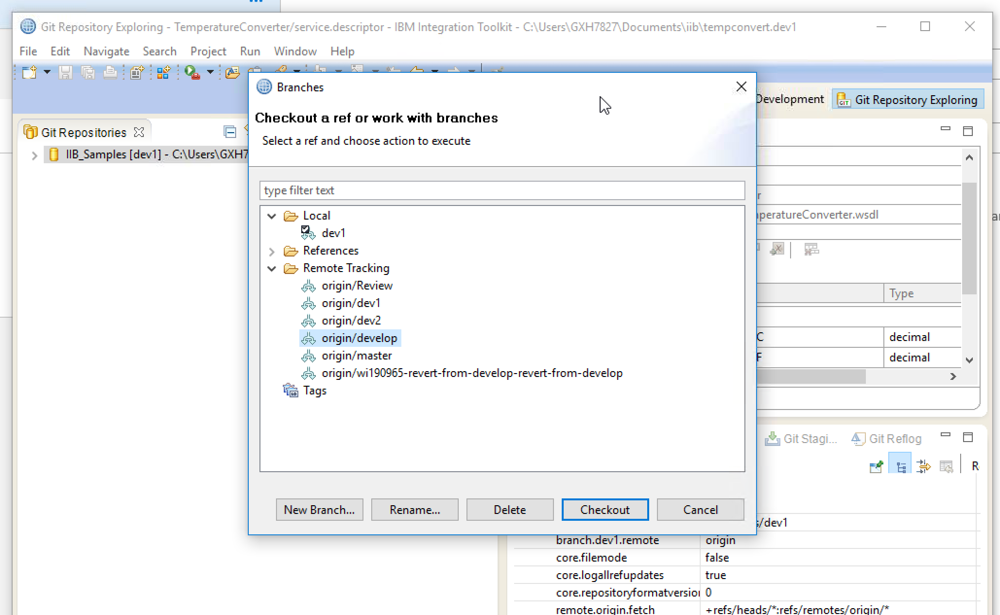 Git Repository Exploring - TemperatureConverter/service.descriptor - IBM Integration Toolkit - C:\Users\GXH7827\Documents\iib\tempconvert.dev1
File Edit Navigate Search Project Run Window Help
Development Git Repository Exploring
Git Repositories
IIB_Samples [dev1] - C:\Users\GXH7
Branches
Checkout a ref or work with branches
Select a ref and choose action to execute
type filter text
Local
dev1
References
Remote Tracking
origin/Review
origin/dev1
origin/dev2
origin/develop
origin/master
origin/wi190965-revert-from-develop-revert-from-develop
Tags
New Branch... Rename... Delete Checkout Cancel
r
peratureConverter.wsdl
Type
C decimal
F decimal
Git Stagi... Git Reflog
R
s/dev1
branch.dev1.remote origin
core.filemode false
core.logallrefupdates true
core.repositoryformatversion 0
remote.origin.fetch +refs/heads/*:refs/remotes/origin/*